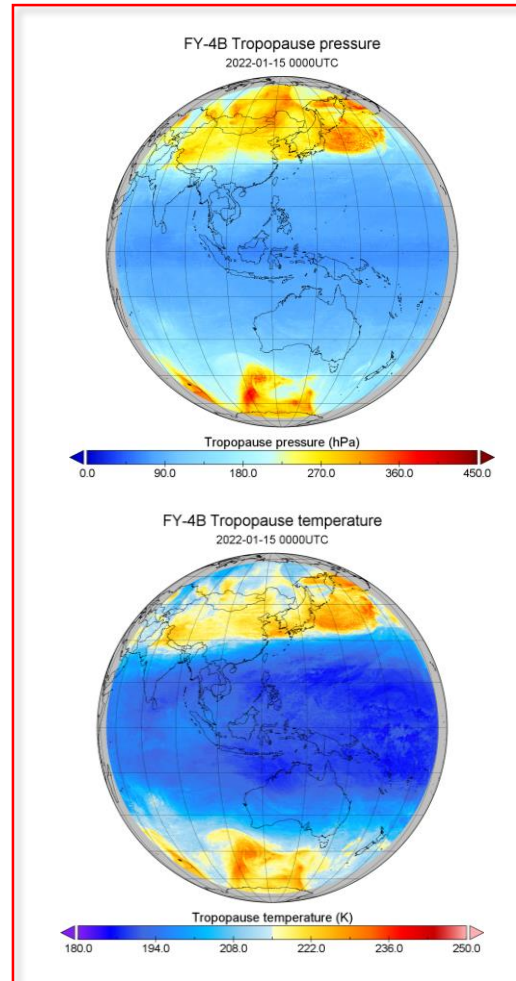 FY-4B Tropopause pressure
2022-01-15 0000UTC
Tropopause pressure (hPa)
0.0 90.0 180.0 270.0 360.0 450.0
FY-4B Tropopause temperature
2022-01-15 0000UTC
Tropopause temperature (K)
180.0 194.0 208.0 222.0 236.0 250.0